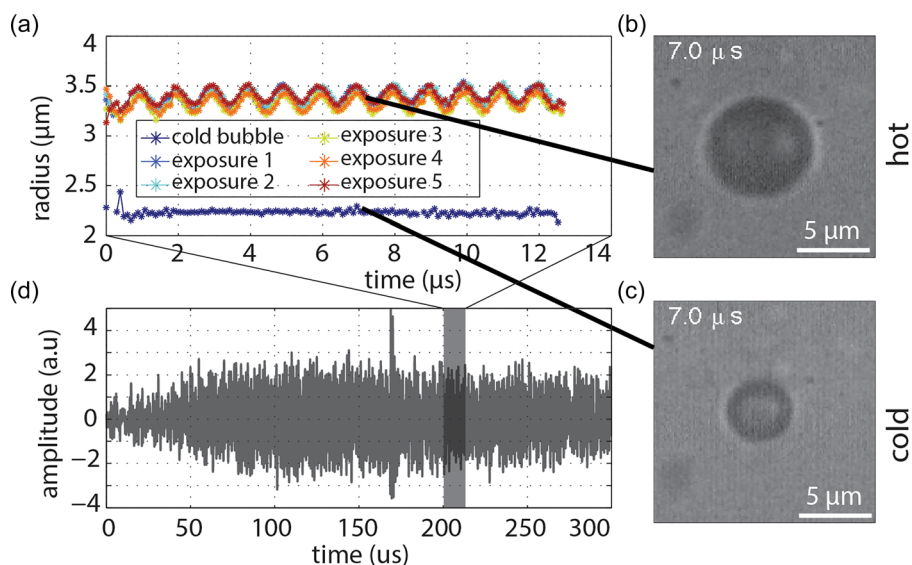 (a)
4
3.5
3
2.5
2
radius (μm)
cold bubble
exposure 1
exposure 2
exposure 3
exposure 4
exposure 5
0 2 4 6 8 10 12 14
time (μs)
(b)
7.0 μ s
5 μm
hot
(d)
4
2
0
−2
−4
amplitude (a.u)
0 50 100 150 200 250 300
time (us)
(c)
7.0 μ s
5 μm
cold